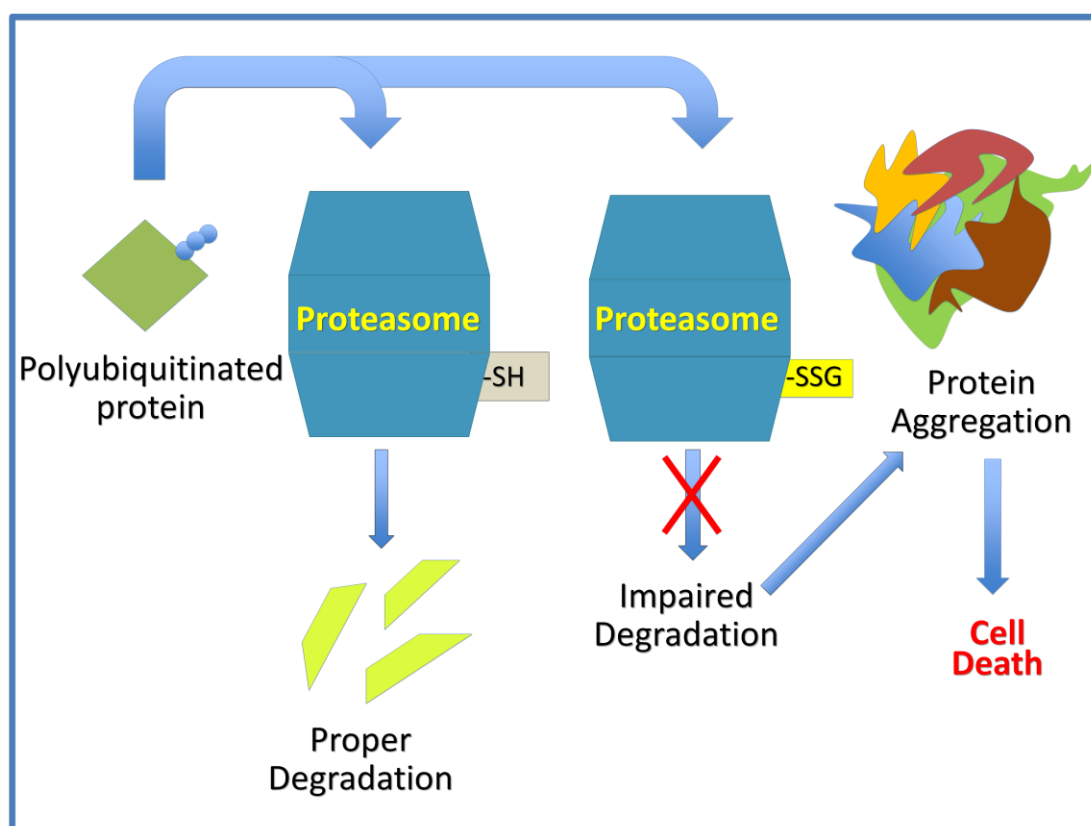 Polyubiquitinated
protein
Proteasome
-SH
Proper
Degradation
Proteasome
-SSG
Impaired
Degradation
Protein
Aggregation
Cell
Death